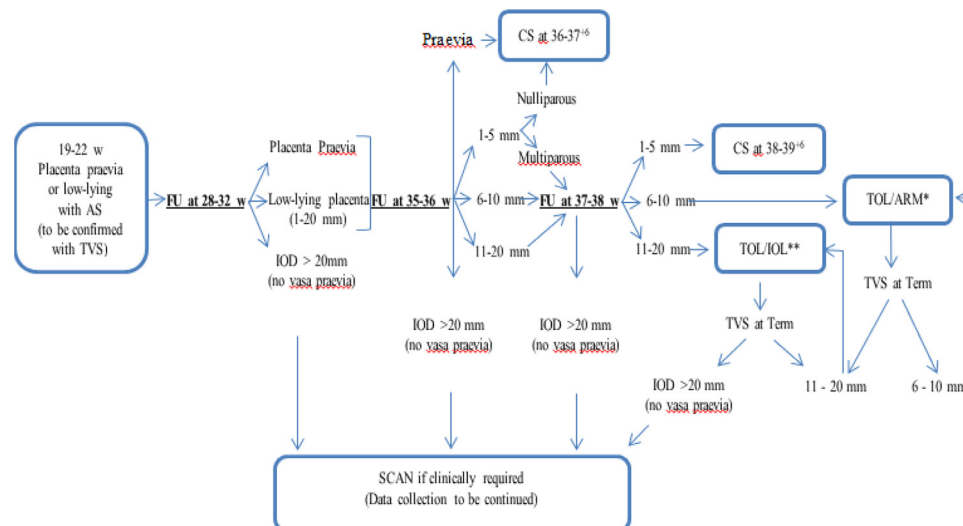 Praevia
CS at 36-37+6
Nulliparous
1-5 mm
Multiparous
19-22 w
Placenta praevia
or low-lying
with AS
(to be confirmed
with TVS)
FU at 28-32 w
Placenta Praevia
Low-lying placenta
(1-20 mm)
IOD > 20mm
(no vasa praevia)
FU at 35-36 w
6-10 mm
11-20 mm
FU at 37-38 w
1-5 mm
CS at 38-39+6
6-10 mm
TOL/ARM*
11-20 mm
TOL/IOL**
TVS at Term
TVS at Term
IOD >20 mm
(no vasa praevia)
IOD >20 mm
(no vasa praevia)
IOD >20 mm
(no vasa praevia)
11 - 20 mm
6 - 10 mm
SCAN if clinically required
(Data collection to be continued)